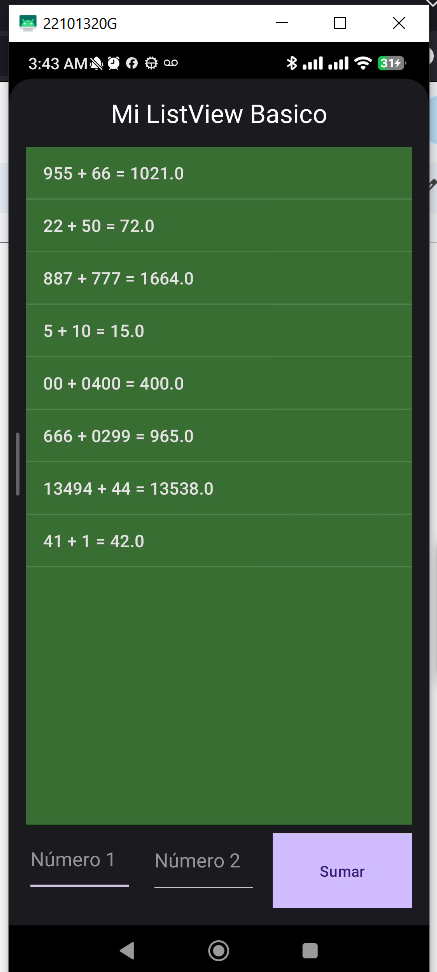 22101320G
3:43 AM 31
Mi ListView Basico
955 + 66 = 1021.0
22 + 50 = 72.0
887 + 777 = 1664.0
5 + 10 = 15.0
00 + 0400 = 400.0
666 + 0299 = 965.0
13494 + 44 = 13538.0
41 + 1 = 42.0
Número 1 Número 2 Sumar